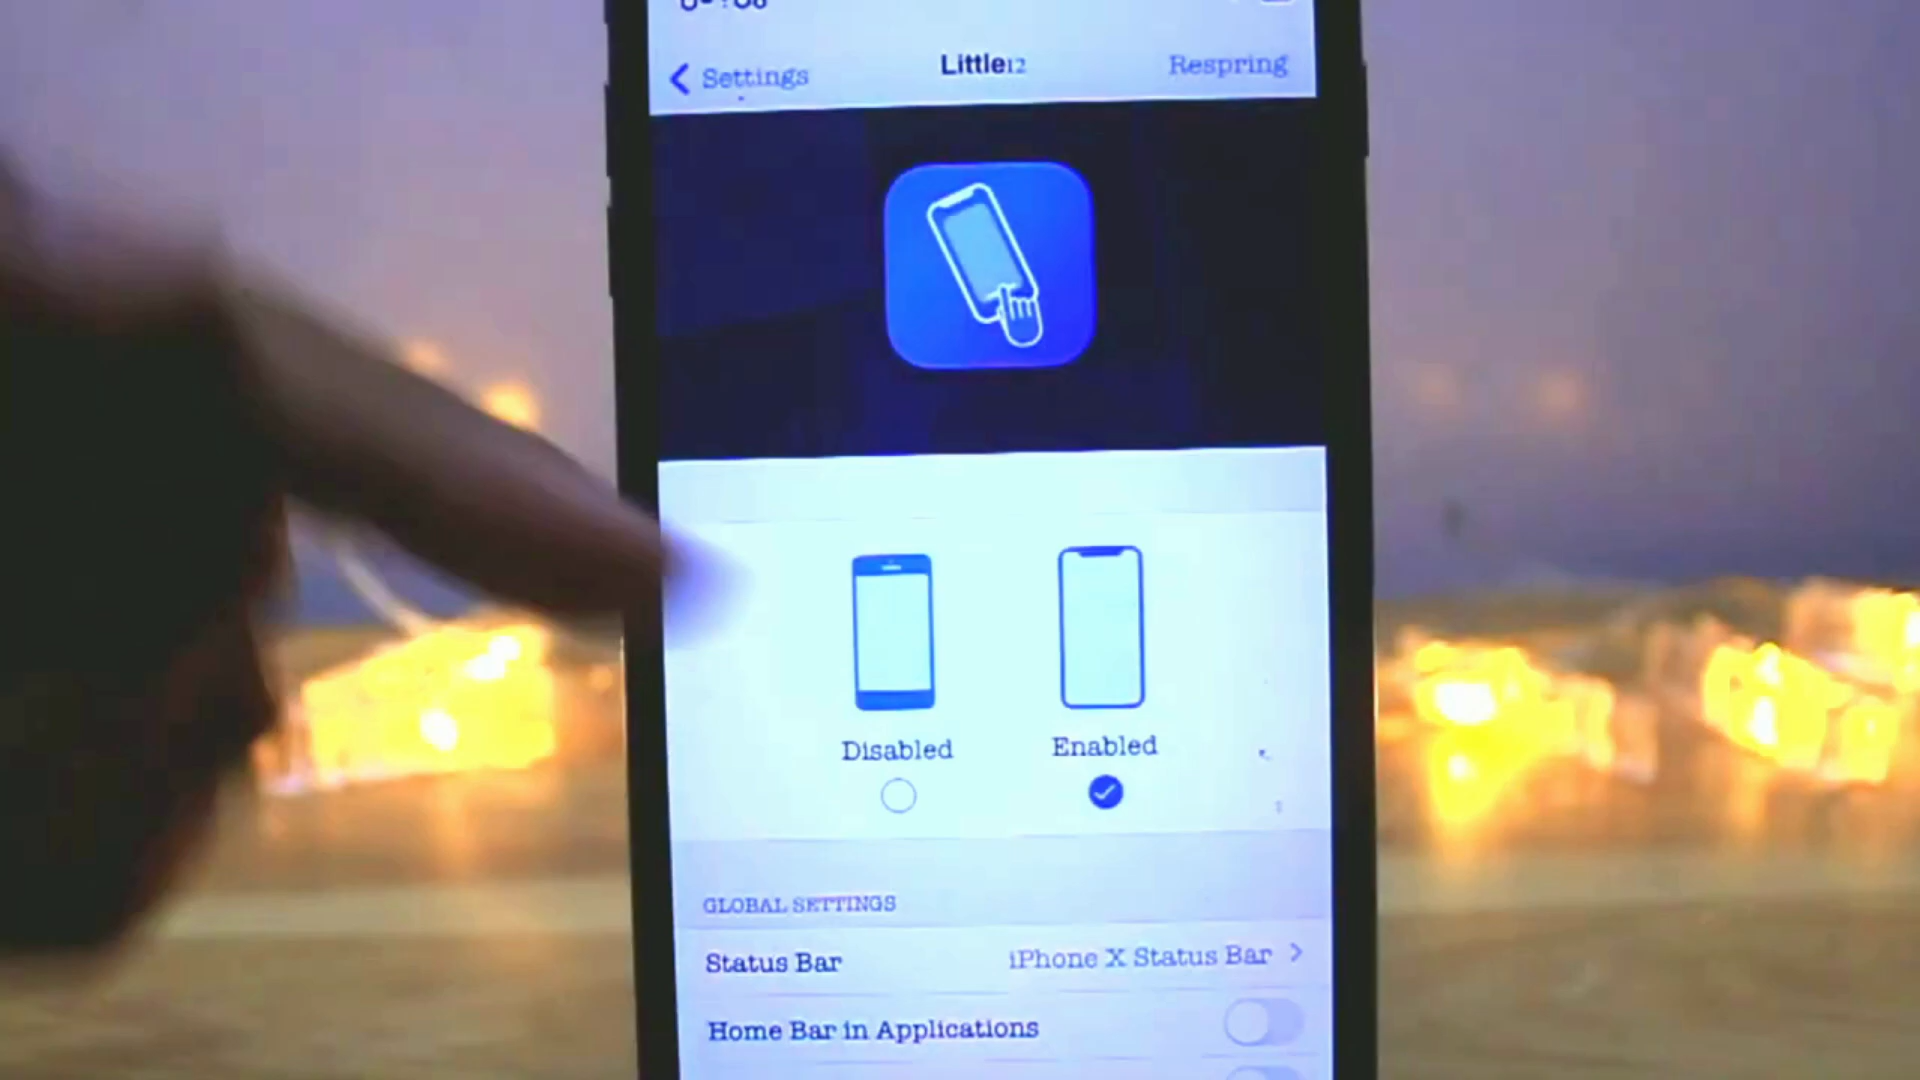 Settings
Little12
Respring
Disabled
Enabled
GLOBAL SETTINGS
Status Bar
iPhone X Status Bar
Home Bar in Applications